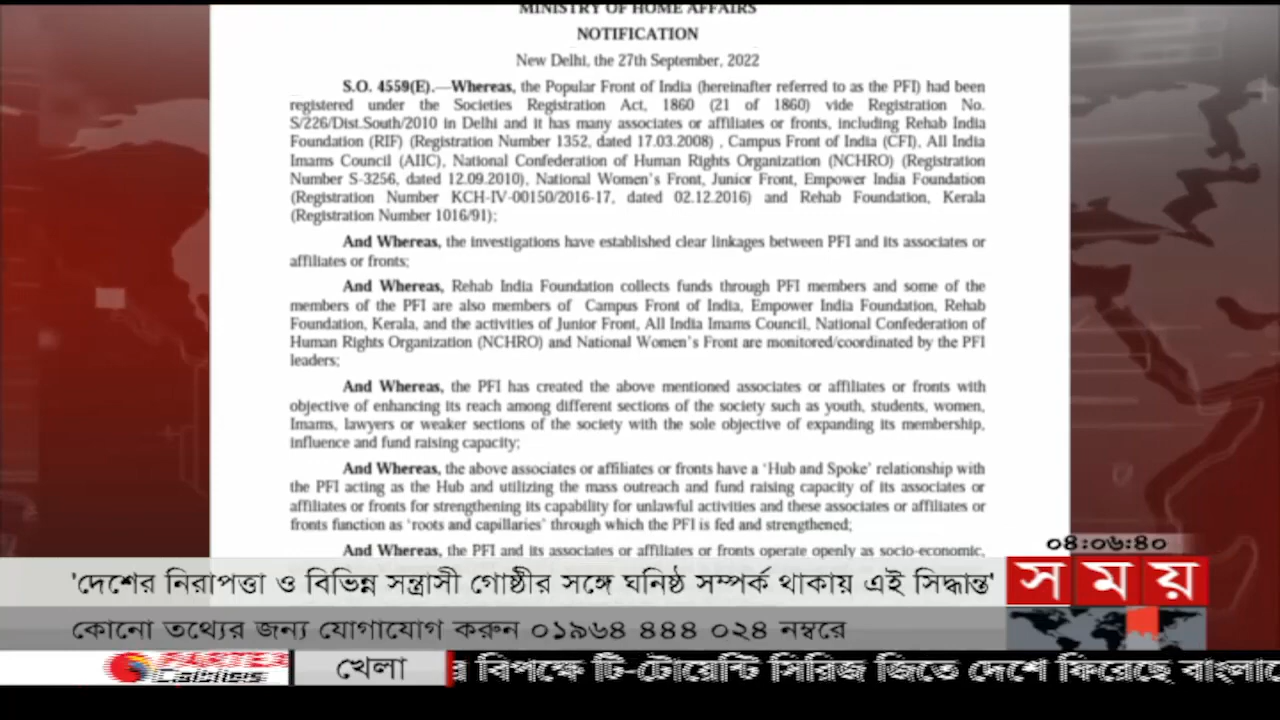 MINISTRY OF HOME AFFAIRS
NOTIFICATION
New Delhi, the 27th September, 2022
S.O. 4559(E).—Whereas, the Popular Front of India (hereinafter referred to as the PFI) had been
registered under the Societies Registration Act, 1860 (21 of 1860) vide Registration No.
S/226/Dist.South/2010 in Delhi and it has many associates or affiliates or fronts, including Rehab India
Foundation (RIF) (Registration Number 1352, dated 17.03.2008) , Campus Front of India (CFI), All India
Imams Council (AIIC), National Confederation of Human Rights Organization (NCHRO) (Registration
Number S-3256, dated 12.09.2010), National Women's Front, Junior Front, Empower India Foundation
(Registration Number KCH-IV-00150/2016-17, dated 02.12.2016) and Rehab Foundation, Kerala
(Registration Number 1016/91);
And Whereas, the investigations have established clear linkages between PFI and its associates or
affiliates or fronts;
And Whereas, Rehab India Foundation collects funds through PFI members and some of the
members of the PFI are also members of Campus Front of India, Empower India Foundation, Rehab
Foundation, Kerala, and the activities of Junior Front, All India Imams Council, National Confederation of
Human Rights Organization (NCHRO) and National Women's Front are monitored/coordinated by the PFI
leaders;
And Whereas, the PFI has created the above mentioned associates or affiliates or fronts with
objective of enhancing its reach among different sections of the society such as youth, students, women,
Imams, lawyers or weaker sections of the society with the sole objective of expanding its membership,
influence and fund raising capacity;
And Whereas, the above associates or affiliates or fronts have a 'Hub and Spoke' relationship with
the PFI acting as the Hub and utilizing the mass outreach and fund raising capacity of its associates or
affiliates or fronts for strengthening its capability for unlawful activities and these associates or affiliates or
fronts function as 'roots and capillaries' through which the PFI is fed and strengthened;
And Whereas, the PFI and its associates or affiliates or fronts operate openly as socio-economic,
০৪:০৬:৪০
'দেশের নিরাপত্তা ও বিভিন্ন সন্ত্রাসী গোষ্ঠীর সঙ্গে ঘনিষ্ঠ সম্পর্ক থাকায় এই সিদ্ধান্ত'
সময়
কোনো তথ্যের জন্য যোগাযোগ করুন ০১৯৬৪ ৪৪৪ ০২৪ নম্বরে
খেলা
র বিপক্ষে টি-টোয়েন্টি সিরিজ জিতে দেশে ফিরেছে বাংলাদে